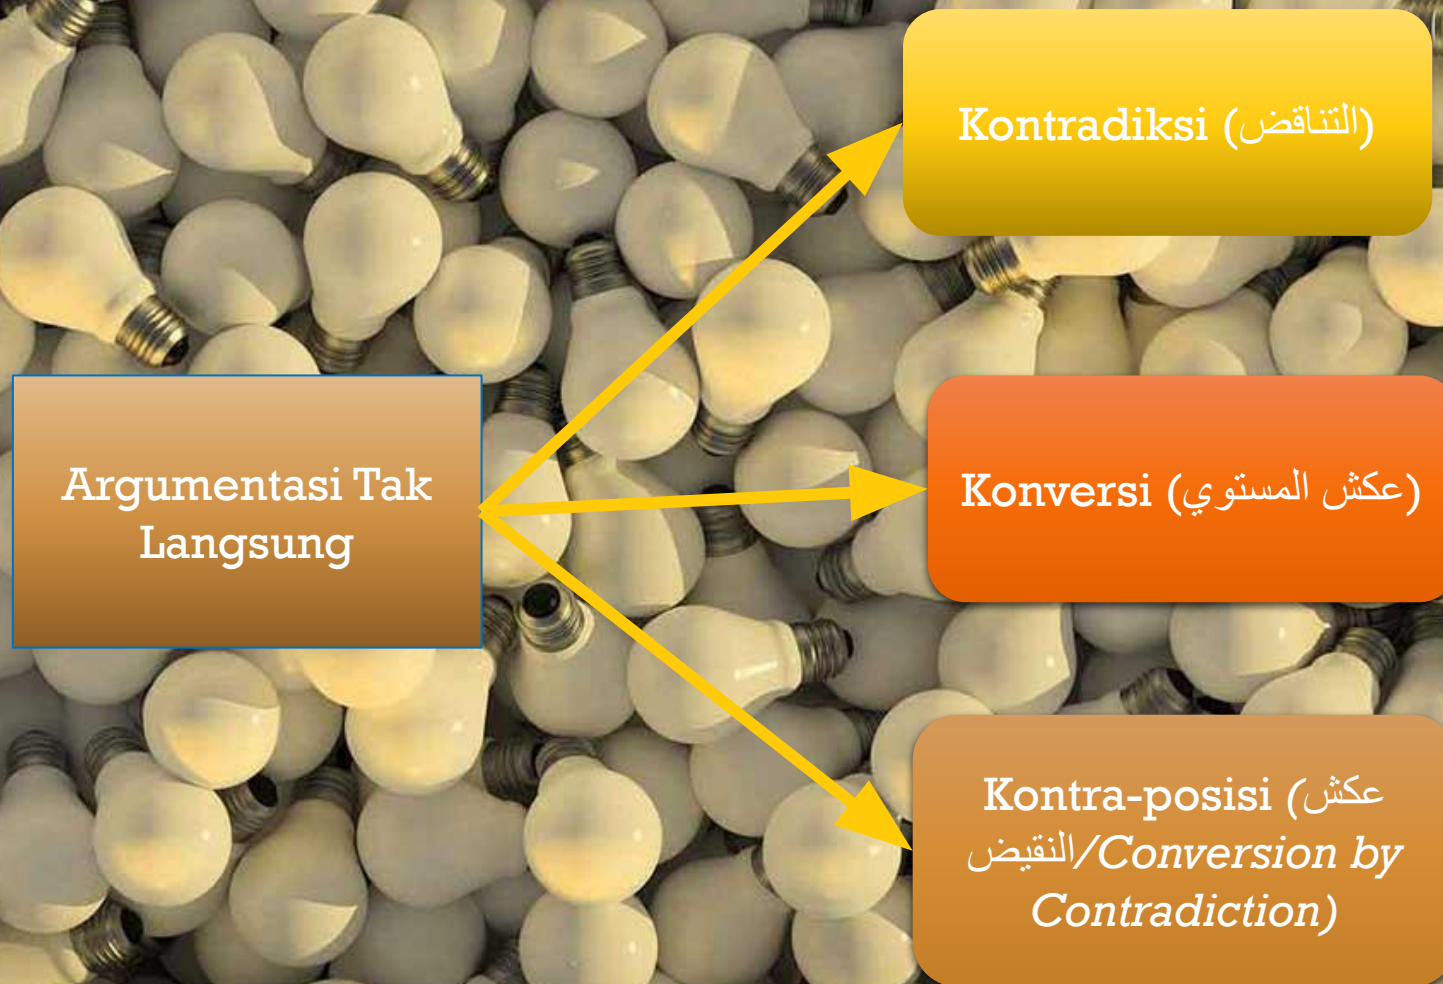 Argumentasi Tak
Langsung
Kontradiksi (التناقض)
Konversi (عكش المستوي)
Kontra-posisi (عكش
النقيض/Conversion by
Contradiction)